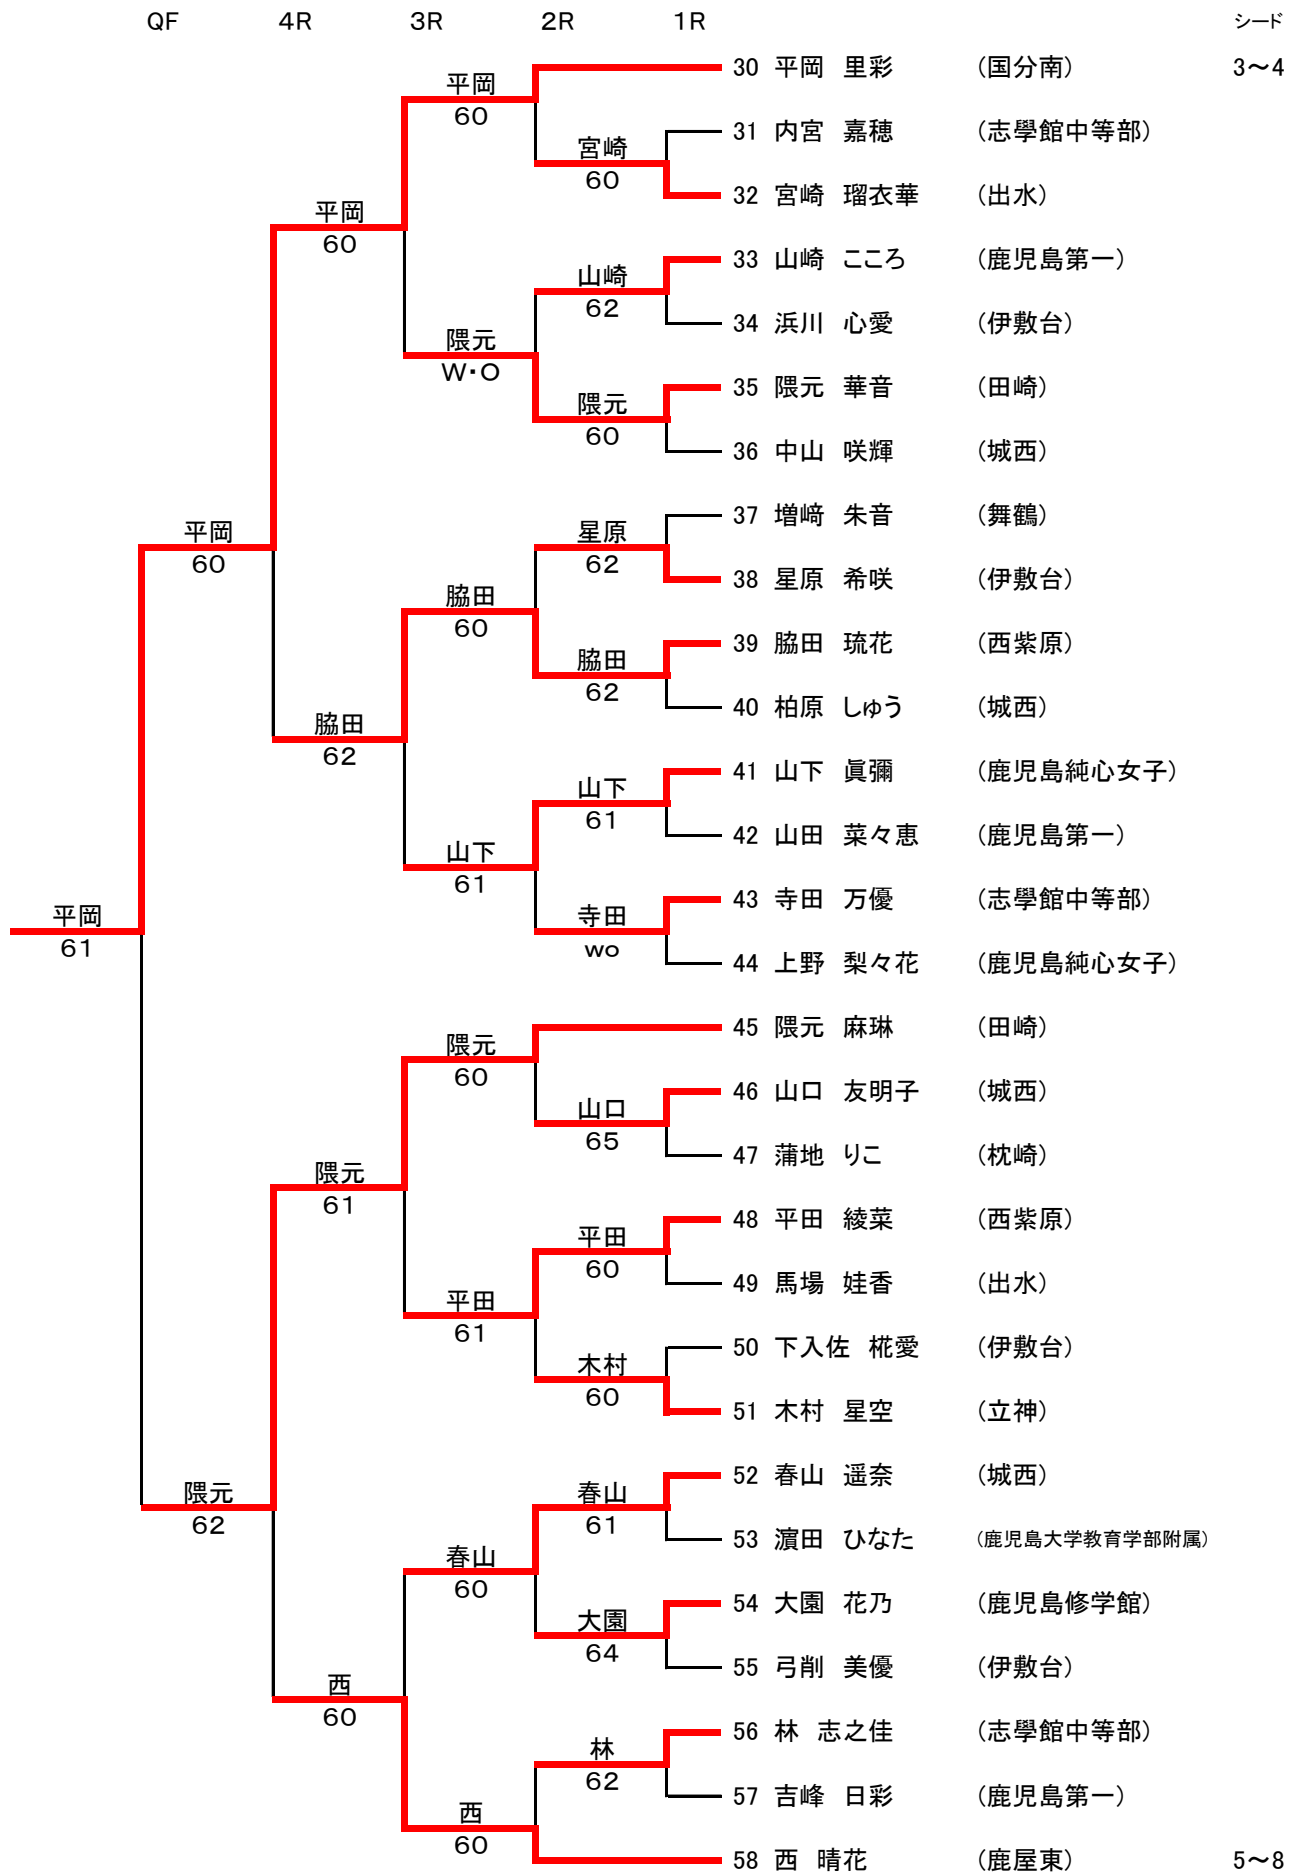 QF 4R 3R 2R 1R シード
30 平岡 里彩 (国分南) 3～4
平岡
60
31 内宮 嘉穂 (志學館中等部)
宮崎
60
32 宮崎 瑠衣華 (出水)
平岡
60
33 山崎 こころ (鹿児島第一)
山崎
62
34 浜川 心愛 (伊敷台)
隈元
W・O
35 隈元 華音 (田崎)
隈元
60
36 中山 咲輝 (城西)
37 増﨑 朱音 (舞鶴)
平岡 星原
60 62
38 星原 希咲 (伊敷台)
脇田
60
39 脇田 琉花 (西紫原)
脇田
62
40 柏原 しゅう (城西)
脇田
62
41 山下 眞彌 (鹿児島純心女子)
山下
61
42 山田 菜々恵 (鹿児島第一)
山下
61
43 寺田 万優 (志學館中等部)
平岡 寺田
61 wo
44 上野 梨々花 (鹿児島純心女子)
45 隈元 麻琳 (田崎)
隈元
60
46 山口 友明子 (城西)
山口
65
47 蒲地 りこ (枕崎)
隈元
61
48 平田 綾菜 (西紫原)
平田
60
49 馬場 娃香 (出水)
平田
61
50 下入佐 椛愛 (伊敷台)
木村
60
51 木村 星空 (立神)
52 春山 遥奈 (城西)
隈元 春山
62 61
53 濵田 ひなた (鹿児島大学教育学部附属)
春山
60
54 大園 花乃 (鹿児島修学館)
大園
64
55 弓削 美優 (伊敷台)
西
60
56 林 志之佳 (志學館中等部)
林
62
57 吉峰 日彩 (鹿児島第一)
西
60
58 西 晴花 (鹿屋東) 5～8